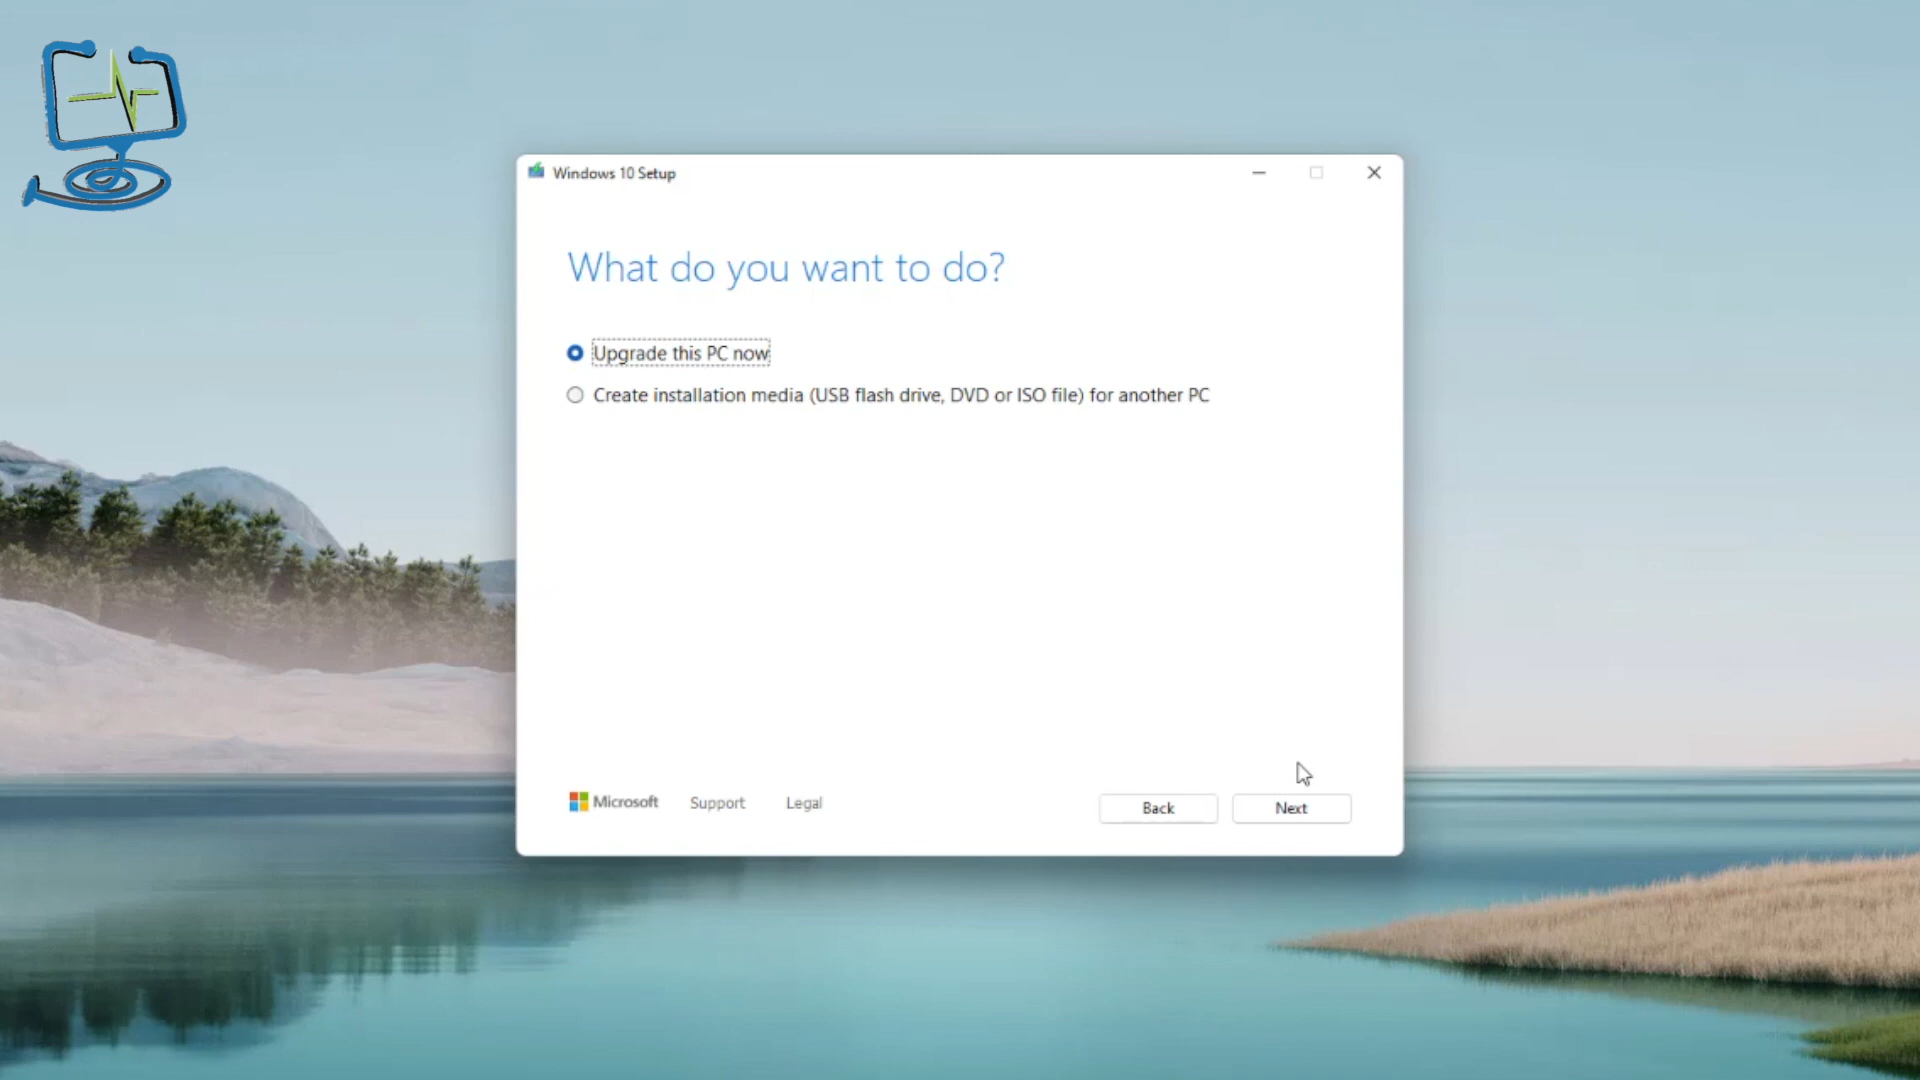 Windows 10 Setup
What do you want to do?
Upgrade this PC now
Create installation media (USB flash drive, DVD or ISO file) for another PC
Microsoft Support Legal Back Next